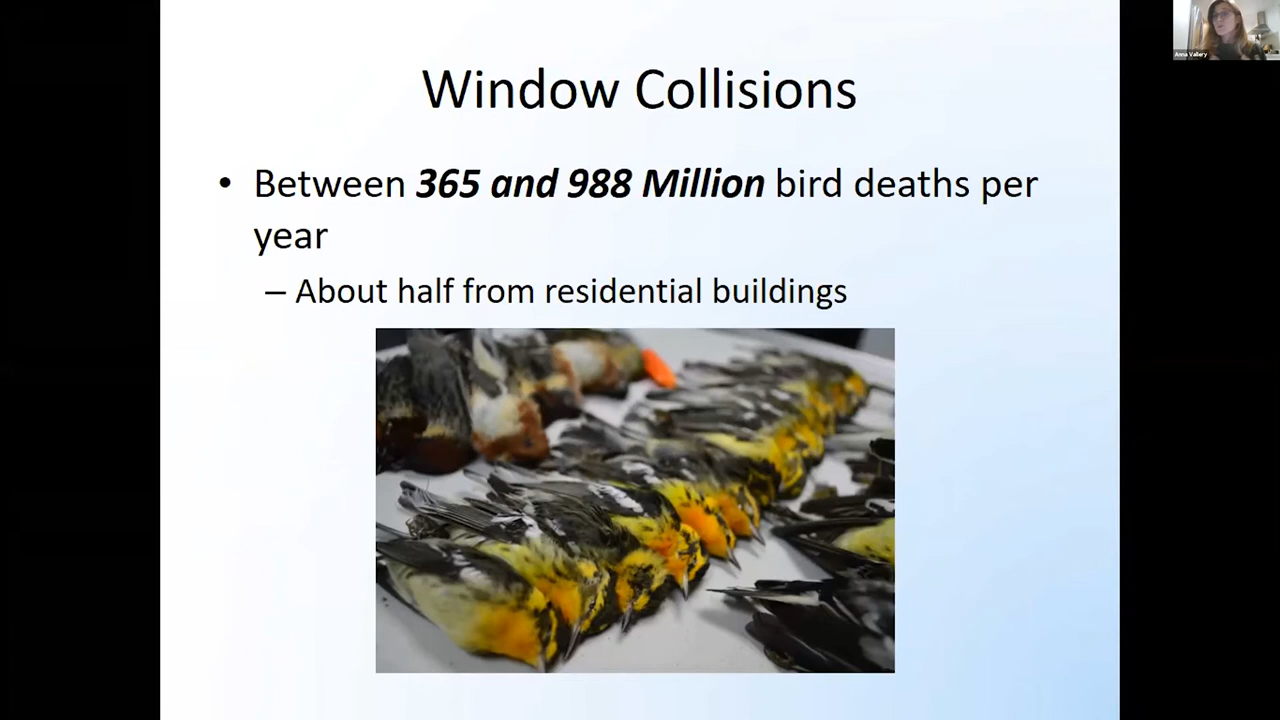 Anna Vallery
Window Collisions
• Between 365 and 988 Million bird deaths per
year
– About half from residential buildings